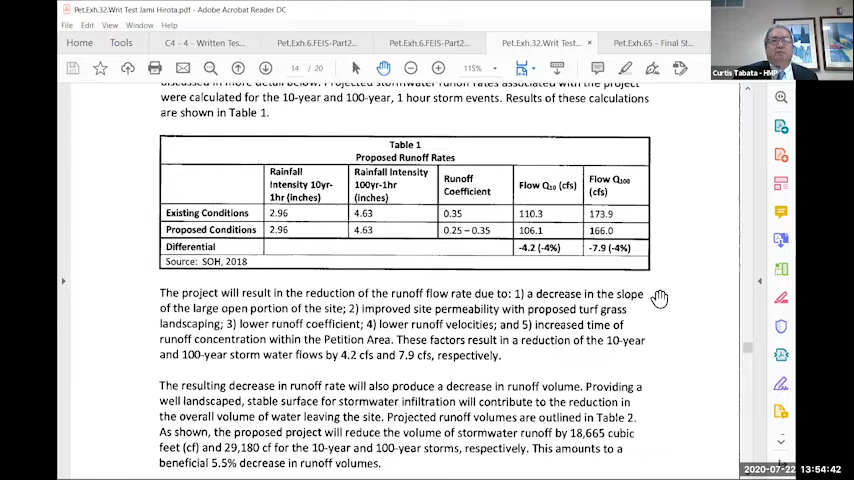 Pet.Exh.32.Writ Test Jami Hirota.pdf - Adobe Acrobat Reader DC
File Edit View Window Help
Home Tools C4 - 4 - Written Tes... Pet.Exh.6.FEIS-Part2... Pet.Exh.6.FEIS-Part2... Pet.Exh.32.Writ Test... × Pet.Exh.65 - Final St...
14 / 20 115%
Curtis Tabata - HMP
were calculated for the 10-year and 100-year, 1 hour storm events. Results of these calculations
are shown in Table 1.
Table 1
Proposed Runoff Rates
Rainfall Intensity 10yr-1hr (inches) Rainfall Intensity 100yr-1hr (inches) Runoff Coefficient Flow Q10 (cfs) Flow Q100 (cfs)
Existing Conditions 2.96 4.63 0.35 110.3 173.9
Proposed Conditions 2.96 4.63 0.25 – 0.35 106.1 166.0
Differential -4.2 (-4%) -7.9 (-4%)
Source: SOH, 2018
The project will result in the reduction of the runoff flow rate due to: 1) a decrease in the slope
of the large open portion of the site; 2) improved site permeability with proposed turf grass
landscaping; 3) lower runoff coefficient; 4) lower runoff velocities; and 5) increased time of
runoff concentration within the Petition Area. These factors result in a reduction of the 10-year
and 100-year storm water flows by 4.2 cfs and 7.9 cfs, respectively.
The resulting decrease in runoff rate will also produce a decrease in runoff volume. Providing a
well landscaped, stable surface for stormwater infiltration will contribute to the reduction in
the overall volume of water leaving the site. Projected runoff volumes are outlined in Table 2.
As shown, the proposed project will reduce the volume of stormwater runoff by 18,665 cubic
feet (cf) and 29,180 cf for the 10-year and 100-year storms, respectively. This amounts to a
beneficial 5.5% decrease in runoff volumes.
2020-07-22 13:54:42